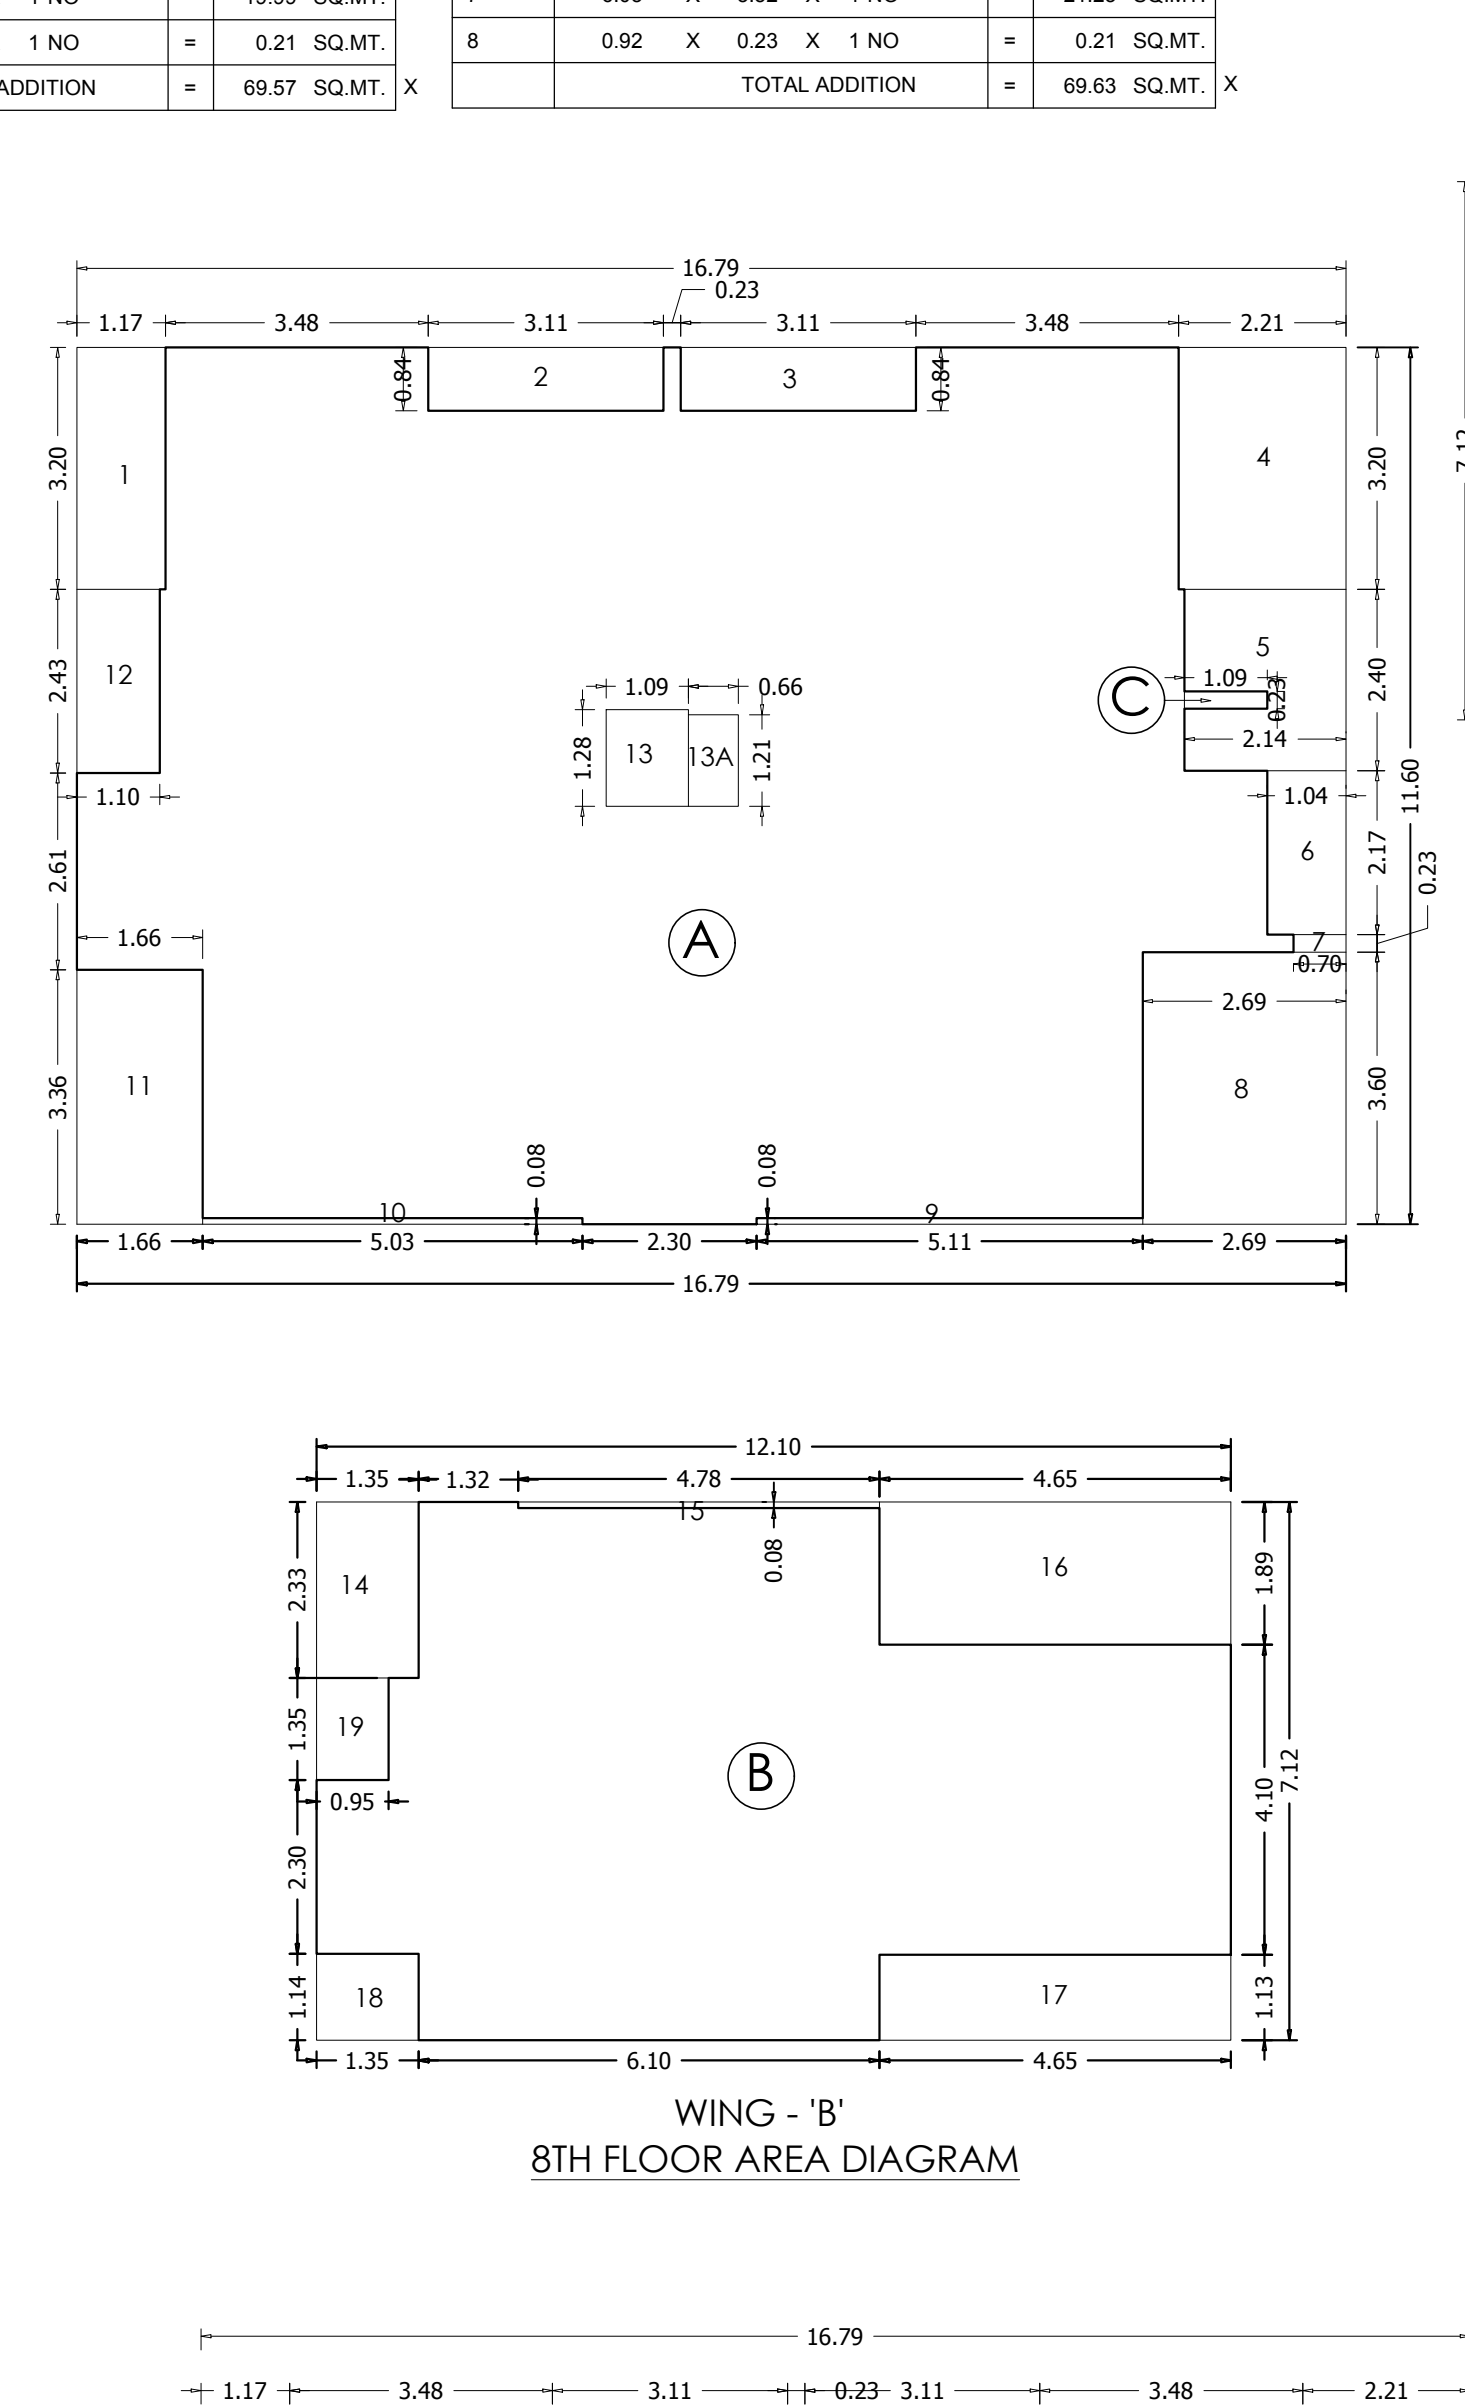 1 NO = 0.21 SQ.MT.
ADDITION = 69.57 SQ.MT. X
8 0.92 X 0.23 X 1 NO = 0.21 SQ.MT.
TOTAL ADDITION = 69.63 SQ.MT. X
16.79
0.23
1.17 3.48 3.11 3.11 3.48 2.21
0.84 2 3 0.84
3.20 1 4 3.20
2.43 12 5 2.40
1.09 0.66 C 1.09 0.23
1.28 13 13A 1.21 2.14
1.10 1.04 11.60
2.61 6 2.17 0.23
1.66 A 7
0.70
2.69
3.36 11 8 3.60
0.08 0.08
10 9
1.66 5.03 2.30 5.11 2.69
16.79
12.10
1.35 1.32 4.78 4.65
15
2.33 14 0.08 16 1.89
1.35 19 B 7.12
0.95 4.10
2.30
1.14 18 17 1.13
1.35 6.10 4.65
WING - 'B'
8TH FLOOR AREA DIAGRAM
16.79
1.17 3.48 3.11 0.23 3.11 3.48 2.21